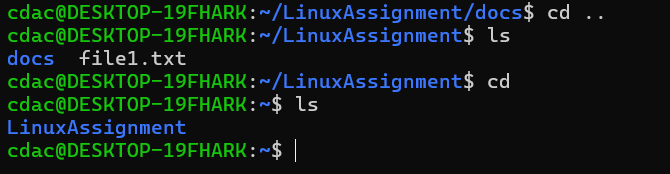 cdac@DESKTOP-19FHARK:~/LinuxAssignment/docs$ cd ..
cdac@DESKTOP-19FHARK:~/LinuxAssignment$ ls
docs  file1.txt
cdac@DESKTOP-19FHARK:~/LinuxAssignment$ cd
cdac@DESKTOP-19FHARK:~$ ls
LinuxAssignment
cdac@DESKTOP-19FHARK:~$